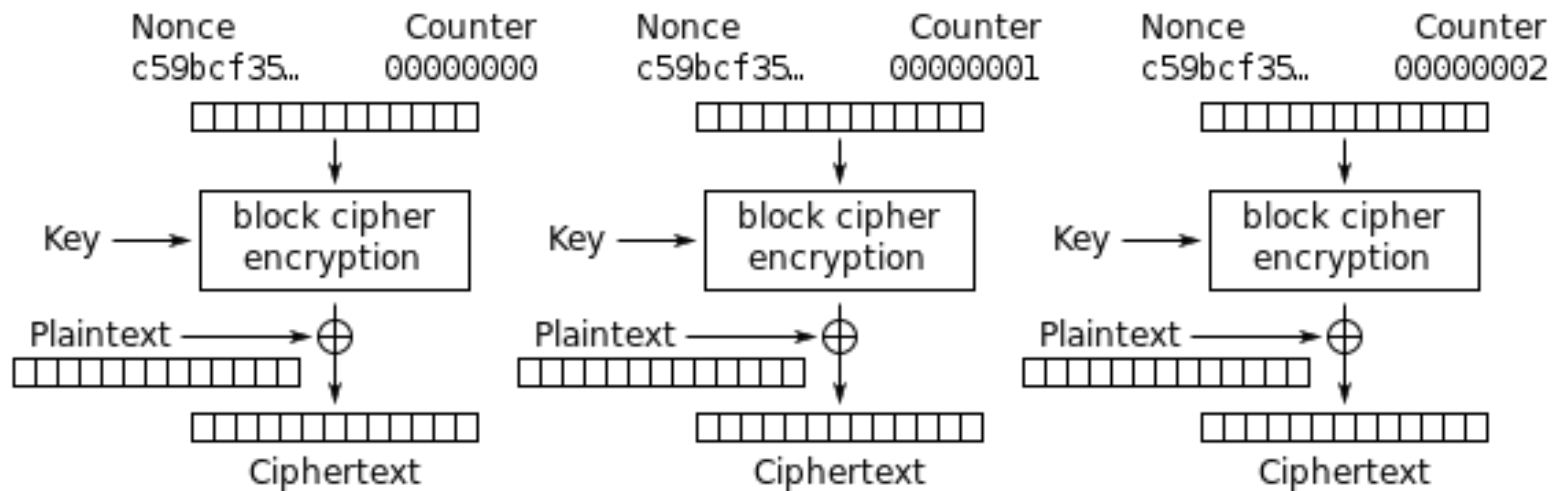 Nonce Counter Nonce Counter Nonce Counter
c59bcf35… 00000000 c59bcf35… 00000001 c59bcf35… 00000002
block cipher block cipher block cipher
Key Key Key
encryption encryption encryption
Plaintext Plaintext Plaintext
Ciphertext Ciphertext Ciphertext